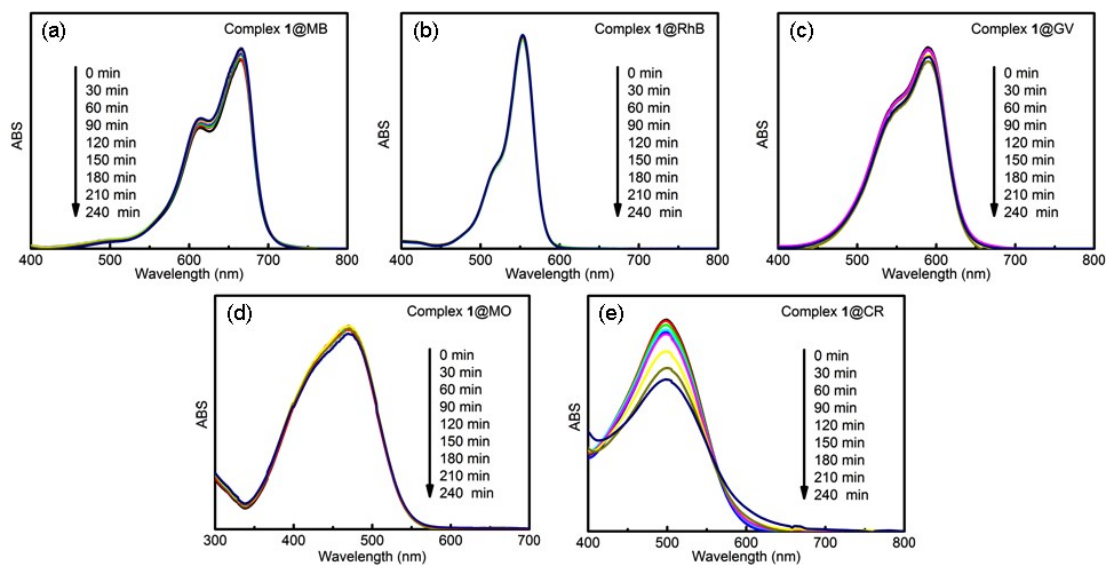 (a)
Complex 1@MB
0 min
30 min
60 min
90 min
120 min
150 min
180 min
210 min
240 min
ABS
400 500 600 700 800
Wavelength (nm)
(b)
Complex 1@RhB
0 min
30 min
60 min
90 min
120 min
150 min
180 min
210 min
240 min
ABS
400 500 600 700 800
Wavelength (nm)
(c)
Complex 1@GV
0 min
30 min
60 min
90 min
120 min
150 min
180 min
210 min
240 min
ABS
400 500 600 700 800
Wavelength (nm)
(d)
Complex 1@MO
0 min
30 min
60 min
90 min
120 min
150 min
180 min
210 min
240 min
ABS
300 400 500 600 700
Wavelength (nm)
(e)
Complex 1@CR
0 min
30 min
60 min
90 min
120 min
150 min
180 min
210 min
240 min
ABS
400 500 600 700 800
Wavelength (nm)